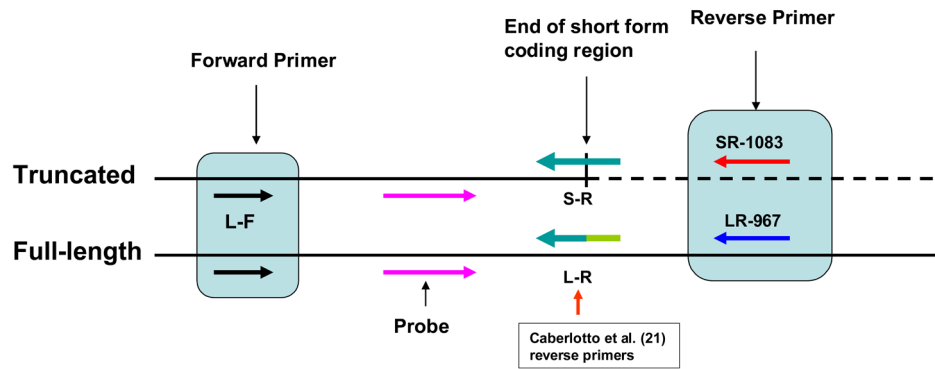 Reverse Primer
End of short form
coding region
Forward Primer
SR-1083
Truncated
S-R
L-F
LR-967
Full-length
L-R
Probe
Caberlotto et al. (21)
reverse primers